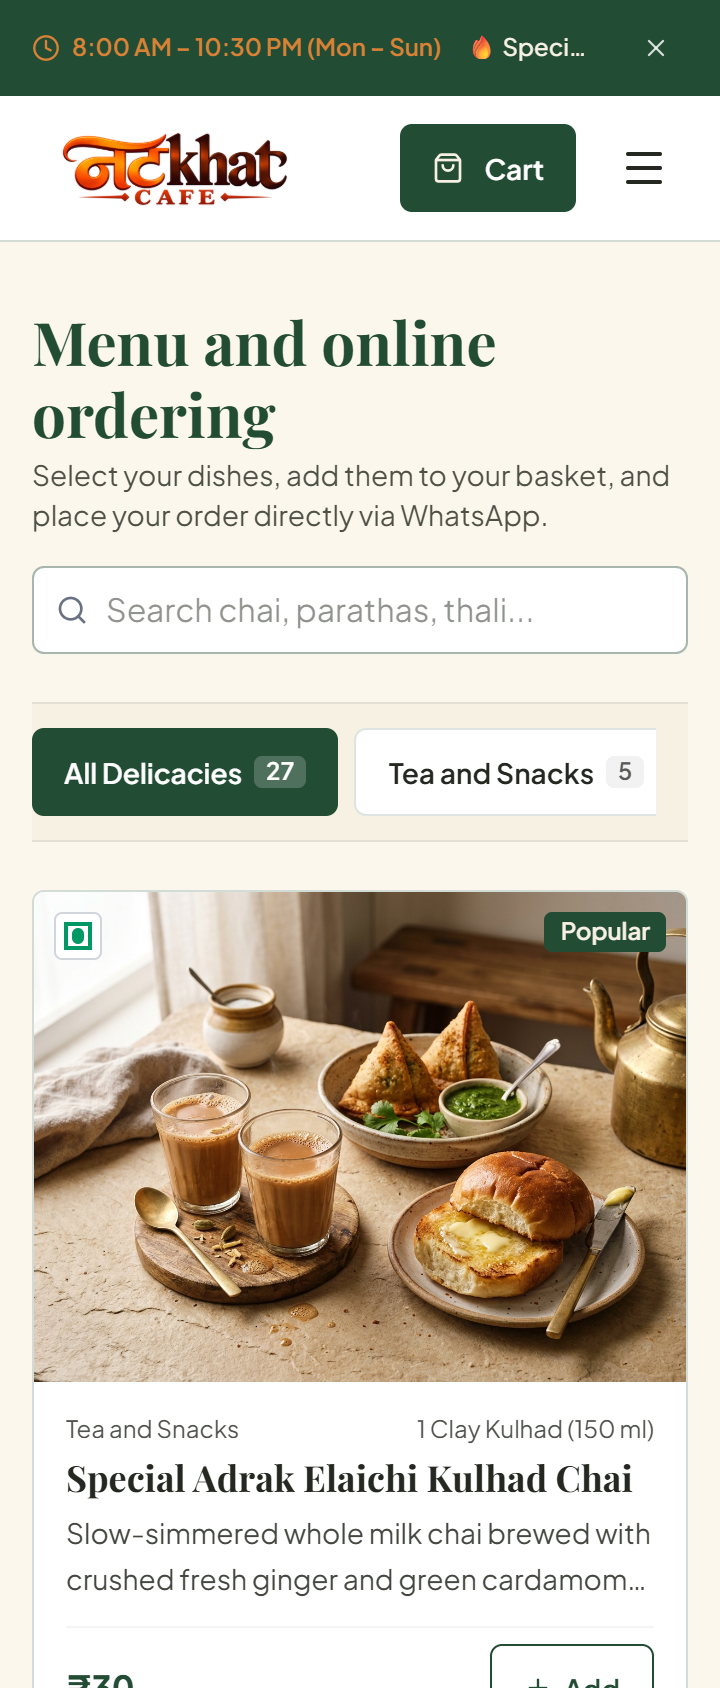 8:00 AM – 10:30 PM (Mon – Sun) 🔥 Speci...
नटkhat
CAFE
Cart
Menu and online
ordering
Select your dishes, add them to your basket, and
place your order directly via WhatsApp.
Search chai, parathas, thali...
All Delicacies 27
Tea and Snacks 5
Popular
Tea and Snacks
1 Clay Kulhad (150 ml)
Special Adrak Elaichi Kulhad Chai
Slow-simmered whole milk chai brewed with
crushed fresh ginger and green cardamom...
₹30
+ Add